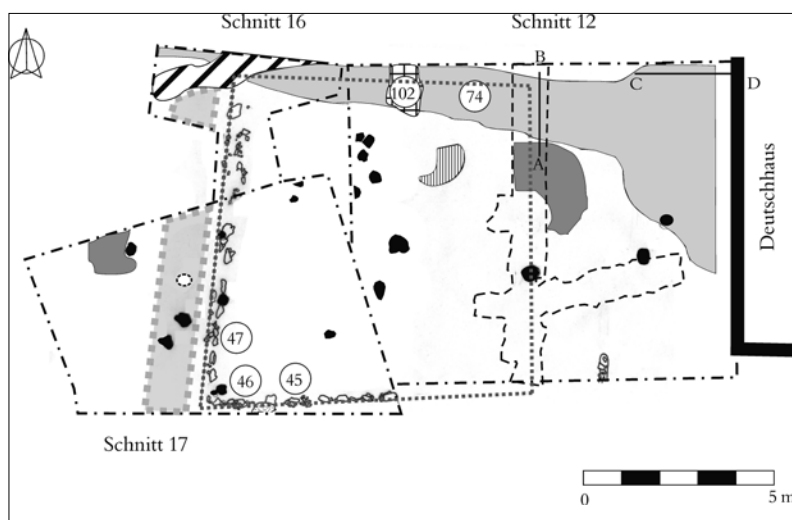 Schnitt 16
Schnitt 12
B
C
D
102
74
A
Deutschhaus
47
46
45
Schnitt 17
0
5 m